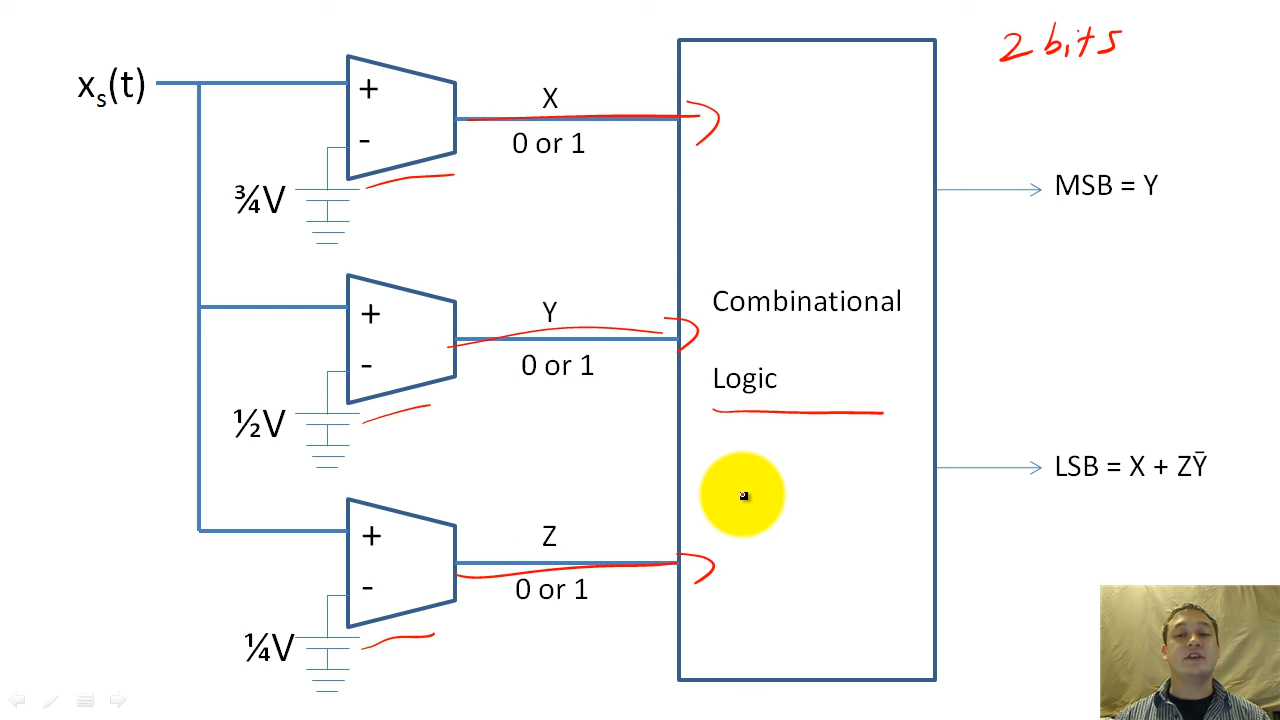 2 bits
xs(t)
+
-
¾V
X
0 or 1
MSB = Y
+
-
½V
Y
0 or 1
Combinational
Logic
+
-
¼V
Z
0 or 1
LSB = X + ZȲ